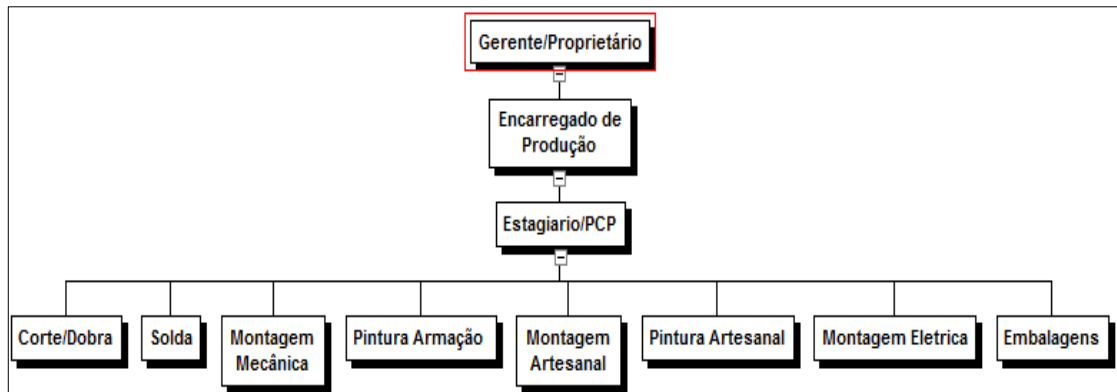 Gerente/Proprietário
Encarregado de
Produção
Estagiario/PCP
Corte/Dobra
Solda
Montagem
Mecânica
Pintura Armação
Montagem
Artesanal
Pintura Artesanal
Montagem Eletrica
Embalagens